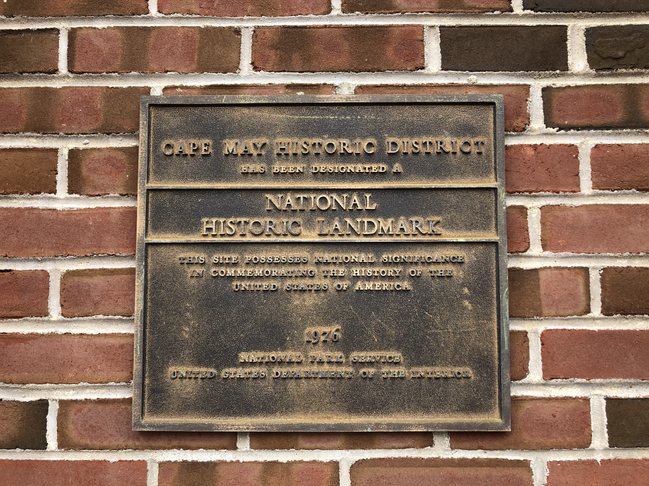 CAPE MAY HISTORIC DISTRICT
HAS BEEN DESIGNATED A
NATIONAL
HISTORIC LANDMARK
THIS SITE POSSESSES NATIONAL SIGNIFICANCE
IN COMMEMORATING THE HISTORY OF THE
UNITED STATES OF AMERICA
1976
NATIONAL PARK SERVICE
UNITED STATES DEPARTMENT OF THE INTERIOR